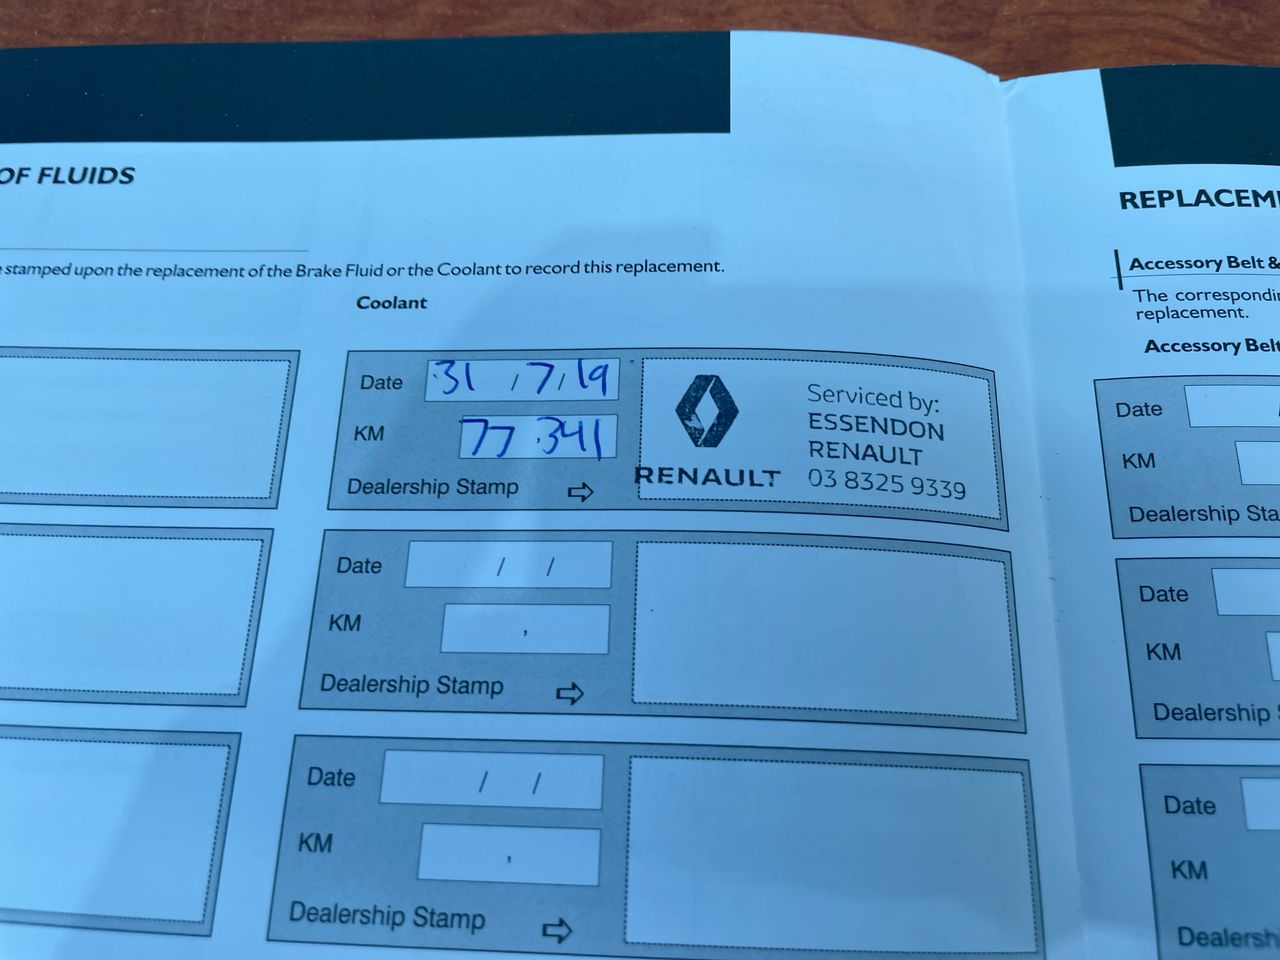 OF FLUIDS
stamped upon the replacement of the Brake Fluid or the Coolant to record this replacement.
Coolant
Date 31 / 7 / 19
KM 77,341
Dealership Stamp
RENAULT
Serviced by:
ESSENDON
RENAULT
03 8325 9339
Date / /
KM ,
Dealership Stamp
Date / /
KM ,
Dealership Stamp
REPLACEM
Accessory Belt &
The correspondin
replacement.
Accessory Belt
Date /
KM
Dealership Sta
Date
KM
Dealership S
Date
KM
Dealersh